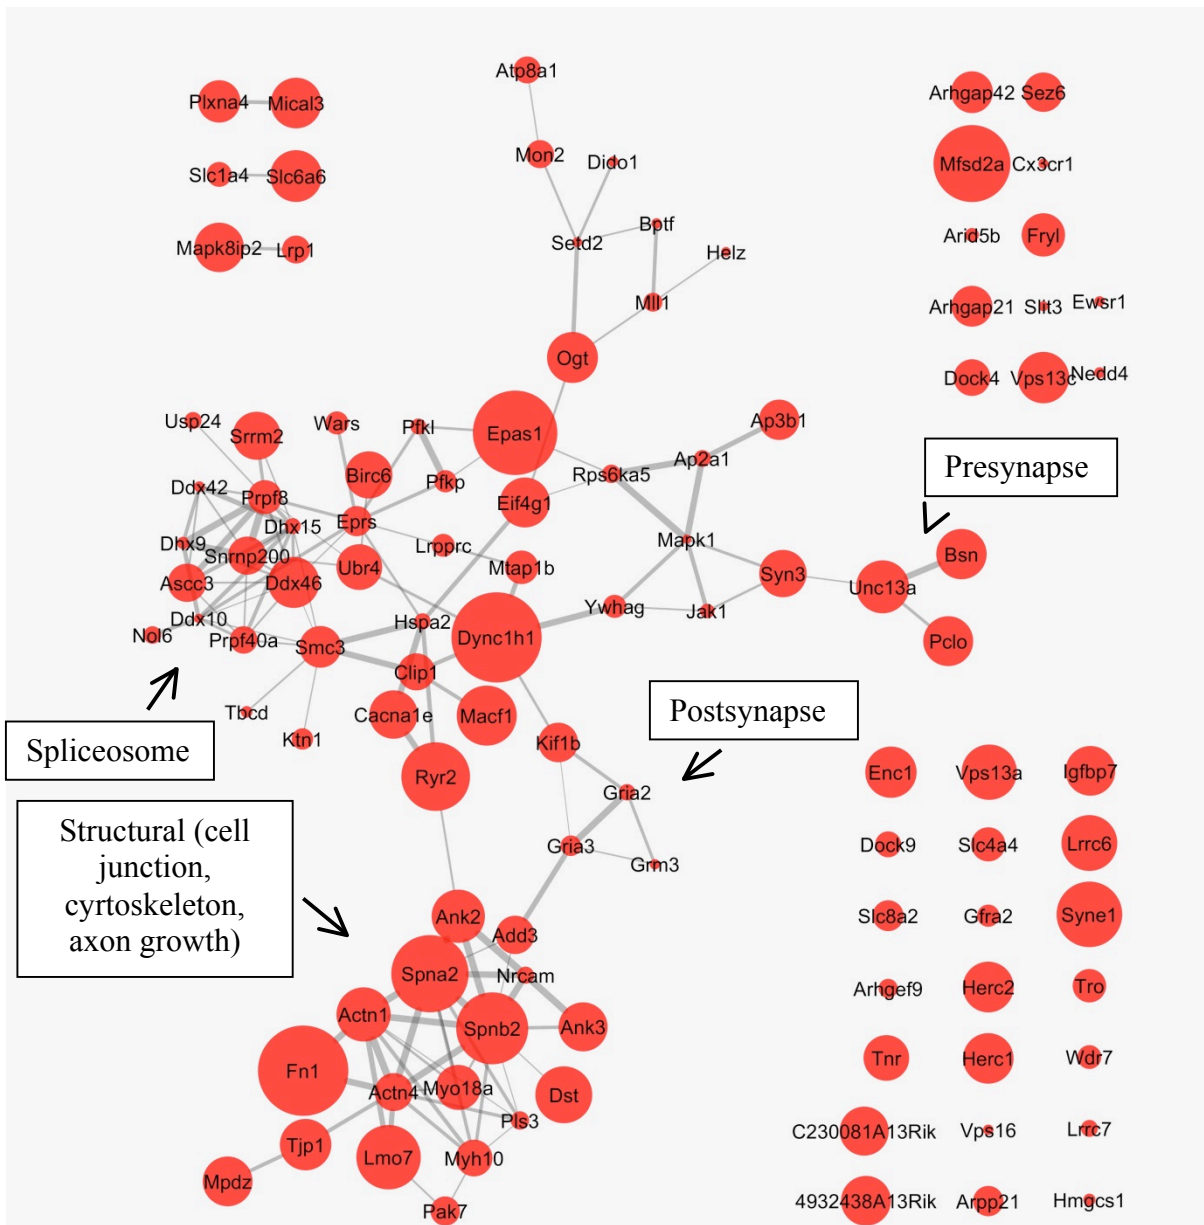 Atp8a1
Plxna4 Mical3
Arhgap42 Sez6
Mon2 Dido1
Mfsd2a Cx3cr1
Slc1a4 Slc6a6
Bptf
Setd2
Arid5b Fryl
Mapk8ip2 Lrp1
Helz
Mll1
Arhgap21 Slit3 Ewsr1
Ogt
Dock4 Vps13c Nedd4
Usp24 Wars Pfkl
Srrm2
Epas1
Ap3b1
Ap2a1
Birc6
Rps6ka5
Presynapse
Pfkp
Ddx42 Prpf8
Eif4g1
Eprs
Dhx15
Dhx9
Snrnp200
Lrpprc
Mapk1
Bsn
Ascc3 Ddx46 Ubr4
Mtap1b
Syn3
Unc13a
Ddx10
Ywhag
Jak1
Nol6 Prpf40a
Hspa2
Dync1h1
Pclo
Smc3
Clip1
Tbcd
Cacna1e Macf1
Postsynapse
Ktn1
Kif1b
Spliceosome
Ryr2
Gria2
Enc1 Vps13a Igfbp7
Structural (cell
junction,
cyrtoskeleton,
axon growth)
Gria3
Grm3
Dock9 Slc4a4 Lrrc6
Ank2
Add3
Slc8a2 Gfra2 Syne1
Spna2
Nrcam
Arhgef9 Herc2 Tro
Actn1
Spnb2
Ank3
Fn1
Tnr Herc1 Wdr7
Actn4 Myo18a
Dst
Pls3
C230081A13Rik Vps16 Lrrc7
Tjp1
Lmo7
Myh10
Mpdz
Pak7
4932438A13Rik Arpp21 Hmgcs1